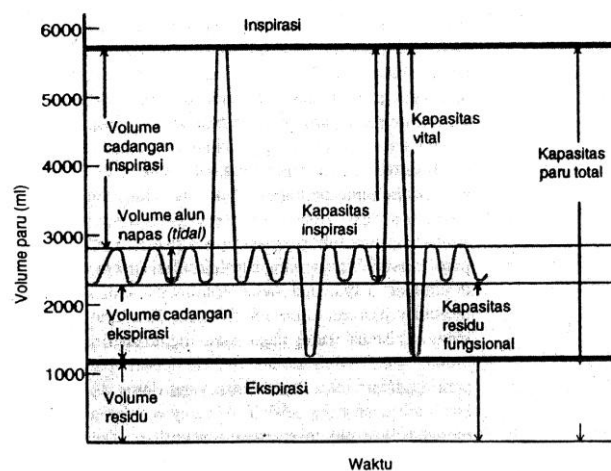 Inspirasi
6000
5000
4000
3000
2000
1000
Volume paru (ml)
Volume
cadangan
inspirasi
Volume alun
napas (tidal)
Kapasitas
inspirasi
Kapasitas
vital
Kapasitas
paru total
Volume cadangan
ekspirasi
Kapasitas
residu
fungsional
Volume
residu
Ekspirasi
Waktu